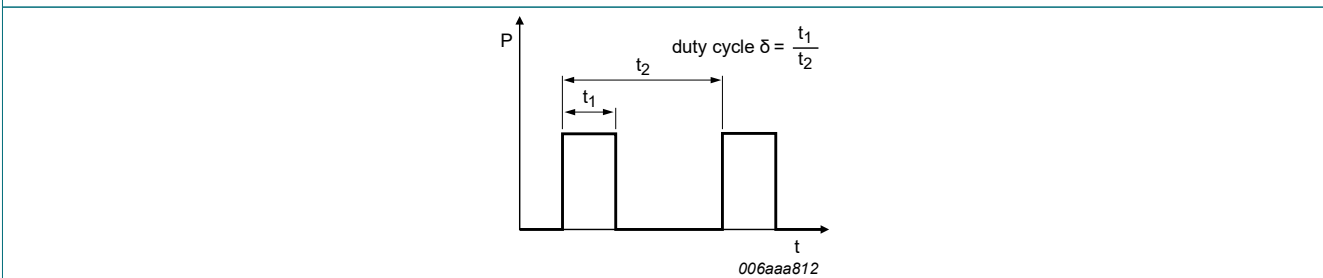 P
duty cycle δ = t1
t2
t2
t1
t
006aaa812